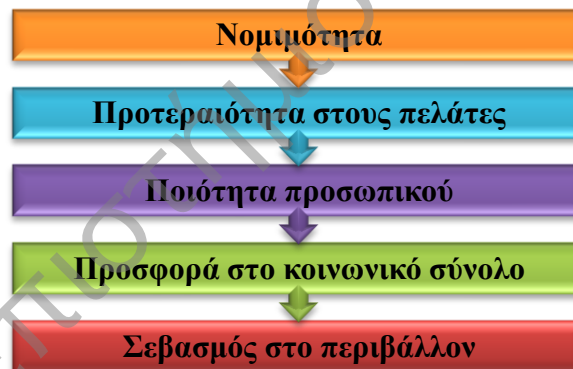 Νομιμότητα
Προτεραιότητα στους πελάτες
Ποιότητα προσωπικού
Προσφορά στο κοινωνικό σύνολο
Σεβασμός στο περιβάλλον